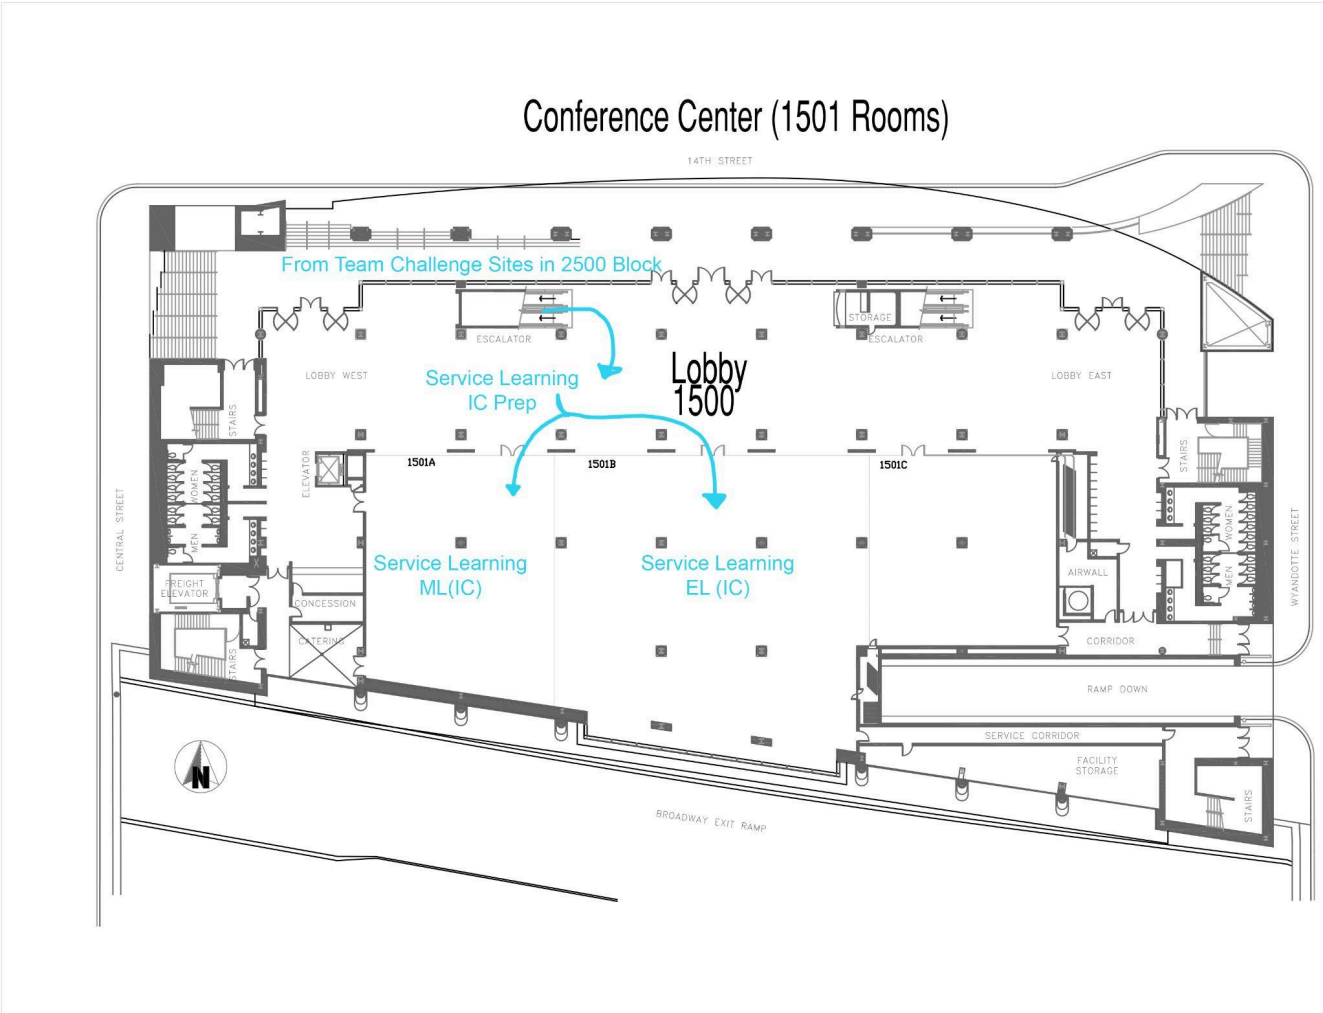 Conference Center (1501 Rooms)
14TH STREET
From Team Challenge Sites in 2500 Block
STORAGE
ESCALATOR
ESCALATOR
LOBBY WEST
Service Learning
IC Prep
Lobby
1500
LOBBY EAST
STAIRS
STAIRS
ELEVATOR
1501A
1501B
1501C
WOMEN
WOMEN
CENTRAL STREET
WYANDOTTE STREET
MEN
MEN
Service Learning
ML(IC)
Service Learning
EL (IC)
AIRWALL
FREIGHT
ELEVATOR
CONCESSION
CATERING
CORRIDOR
STAIRS
RAMP DOWN
SERVICE CORRIDOR
FACILITY
STORAGE
N
STAIRS
BROADWAY EXIT RAMP